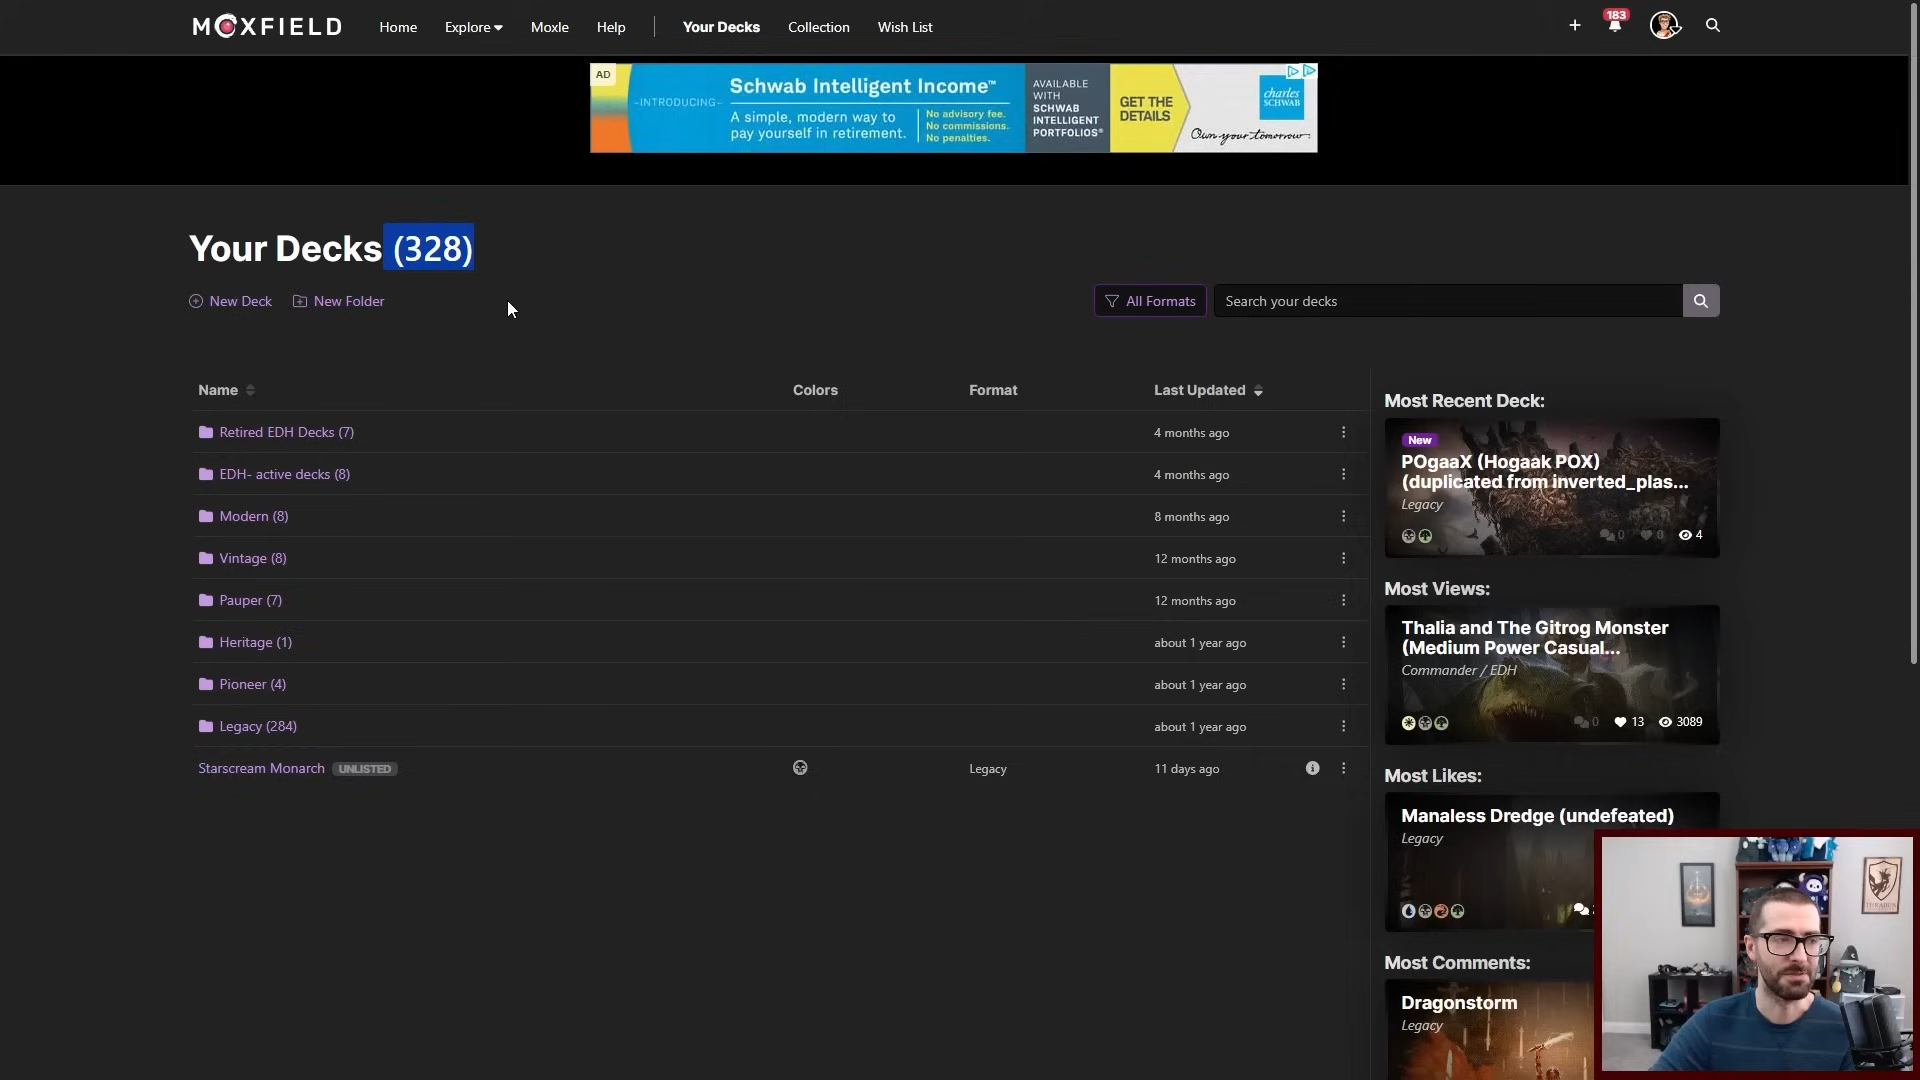 MOXFIELD Home Explore Moxle Help Your Decks Collection Wish List 183
AD
-INTRODUCING-
Schwab Intelligent Income™
A simple, modern way to
pay yourself in retirement.
No advisory fee.
No commissions.
No penalties.
AVAILABLE
WITH
SCHWAB
INTELLIGENT
PORTFOLIOS®
GET THE
DETAILS
charles
SCHWAB
Own your tomorrow.
Your Decks (328)
New Deck New Folder
All Formats Search your decks
Name Colors Format Last Updated
Retired EDH Decks (7) 4 months ago
EDH- active decks (8) 4 months ago
Modern (8) 8 months ago
Vintage (8) 12 months ago
Pauper (7) 12 months ago
Heritage (1) about 1 year ago
Pioneer (4) about 1 year ago
Legacy (284) about 1 year ago
Starscream Monarch UNLISTED Legacy 11 days ago
Most Recent Deck:
New
POgaaX (Hogaak POX)
(duplicated from inverted_plas...
Legacy
0 0 4
Most Views:
Thalia and The Gitrog Monster
(Medium Power Casual...
Commander / EDH
0 13 3089
Most Likes:
Manaless Dredge (undefeated)
Legacy
Most Comments:
Dragonstorm
Legacy